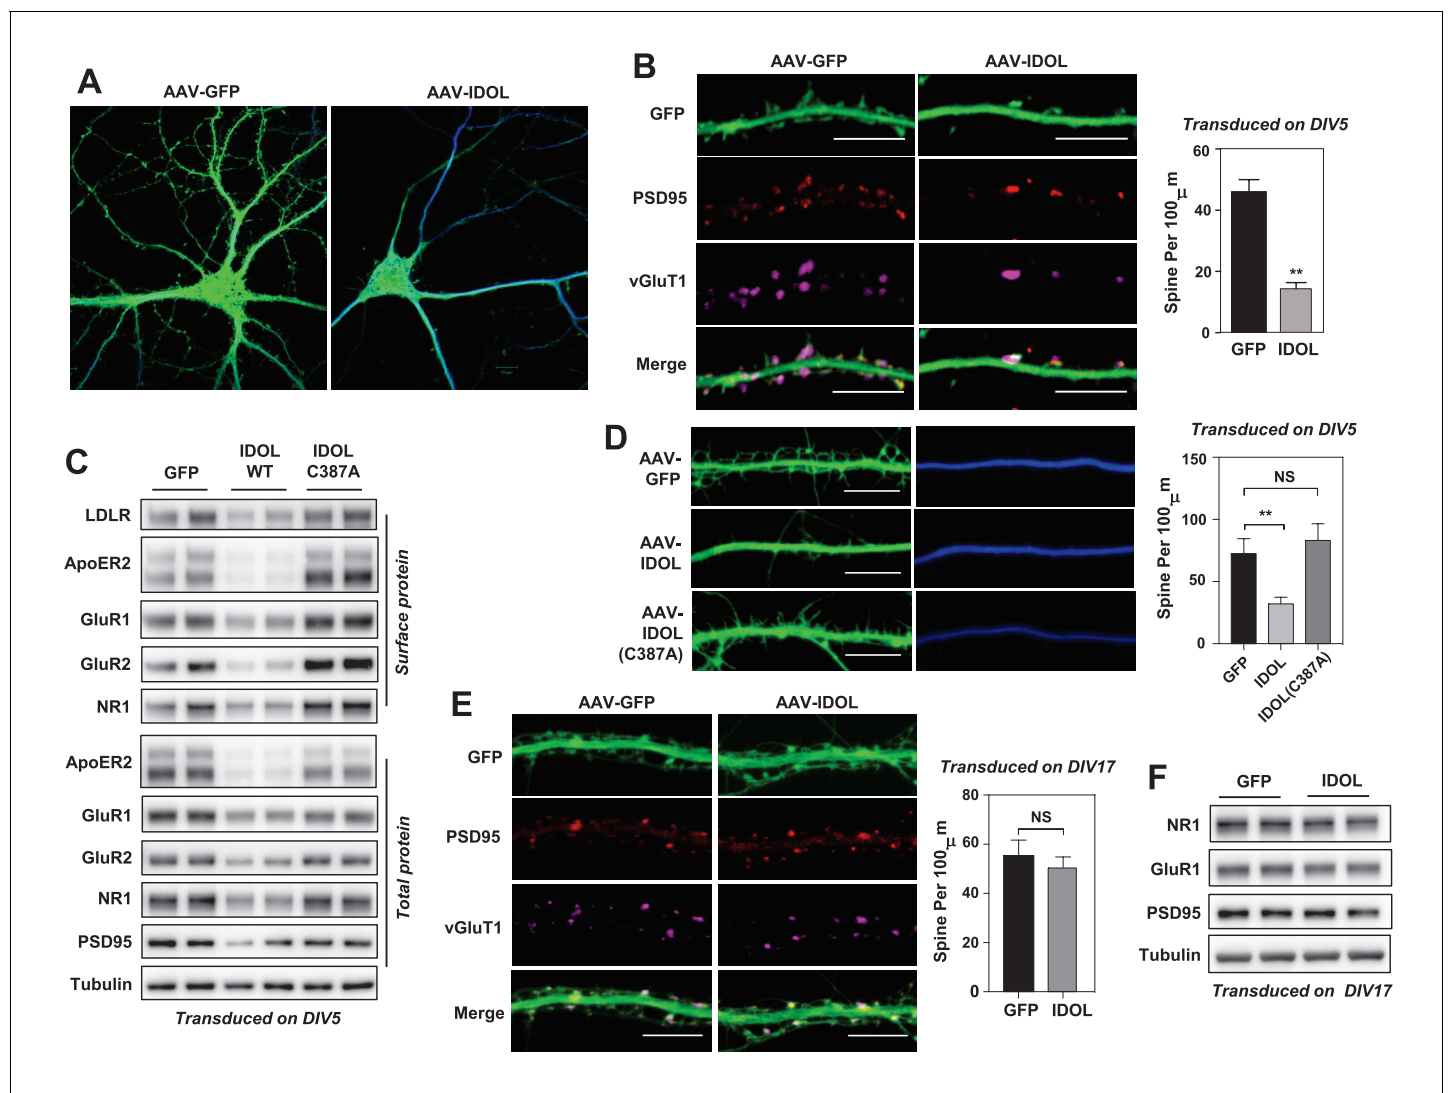 A
AAV-GFP
AAV-IDOL
B
AAV-GFP
AAV-IDOL
GFP
PSD95
vGluT1
Merge
Transduced on DIV5
Spine Per 100 μm
60
40
20
0
**
GFP
IDOL
C
GFP
IDOL
WT
IDOL
C387A
LDLR
ApoER2
GluR1
GluR2
NR1
Surface protein
ApoER2
GluR1
GluR2
NR1
PSD95
Tubulin
Total protein
Transduced on DIV5
D
AAV-
GFP
AAV-
IDOL
AAV-
IDOL
(C387A)
Transduced on DIV5
Spine Per 100 μm
150
100
50
0
NS
**
GFP
IDOL
IDOL(C387A)
E
AAV-GFP
AAV-IDOL
GFP
PSD95
vGluT1
Merge
Transduced on DIV17
Spine Per 100 μm
80
60
40
20
0
NS
GFP
IDOL
F
GFP
IDOL
NR1
GluR1
PSD95
Tubulin
Transduced on DIV17